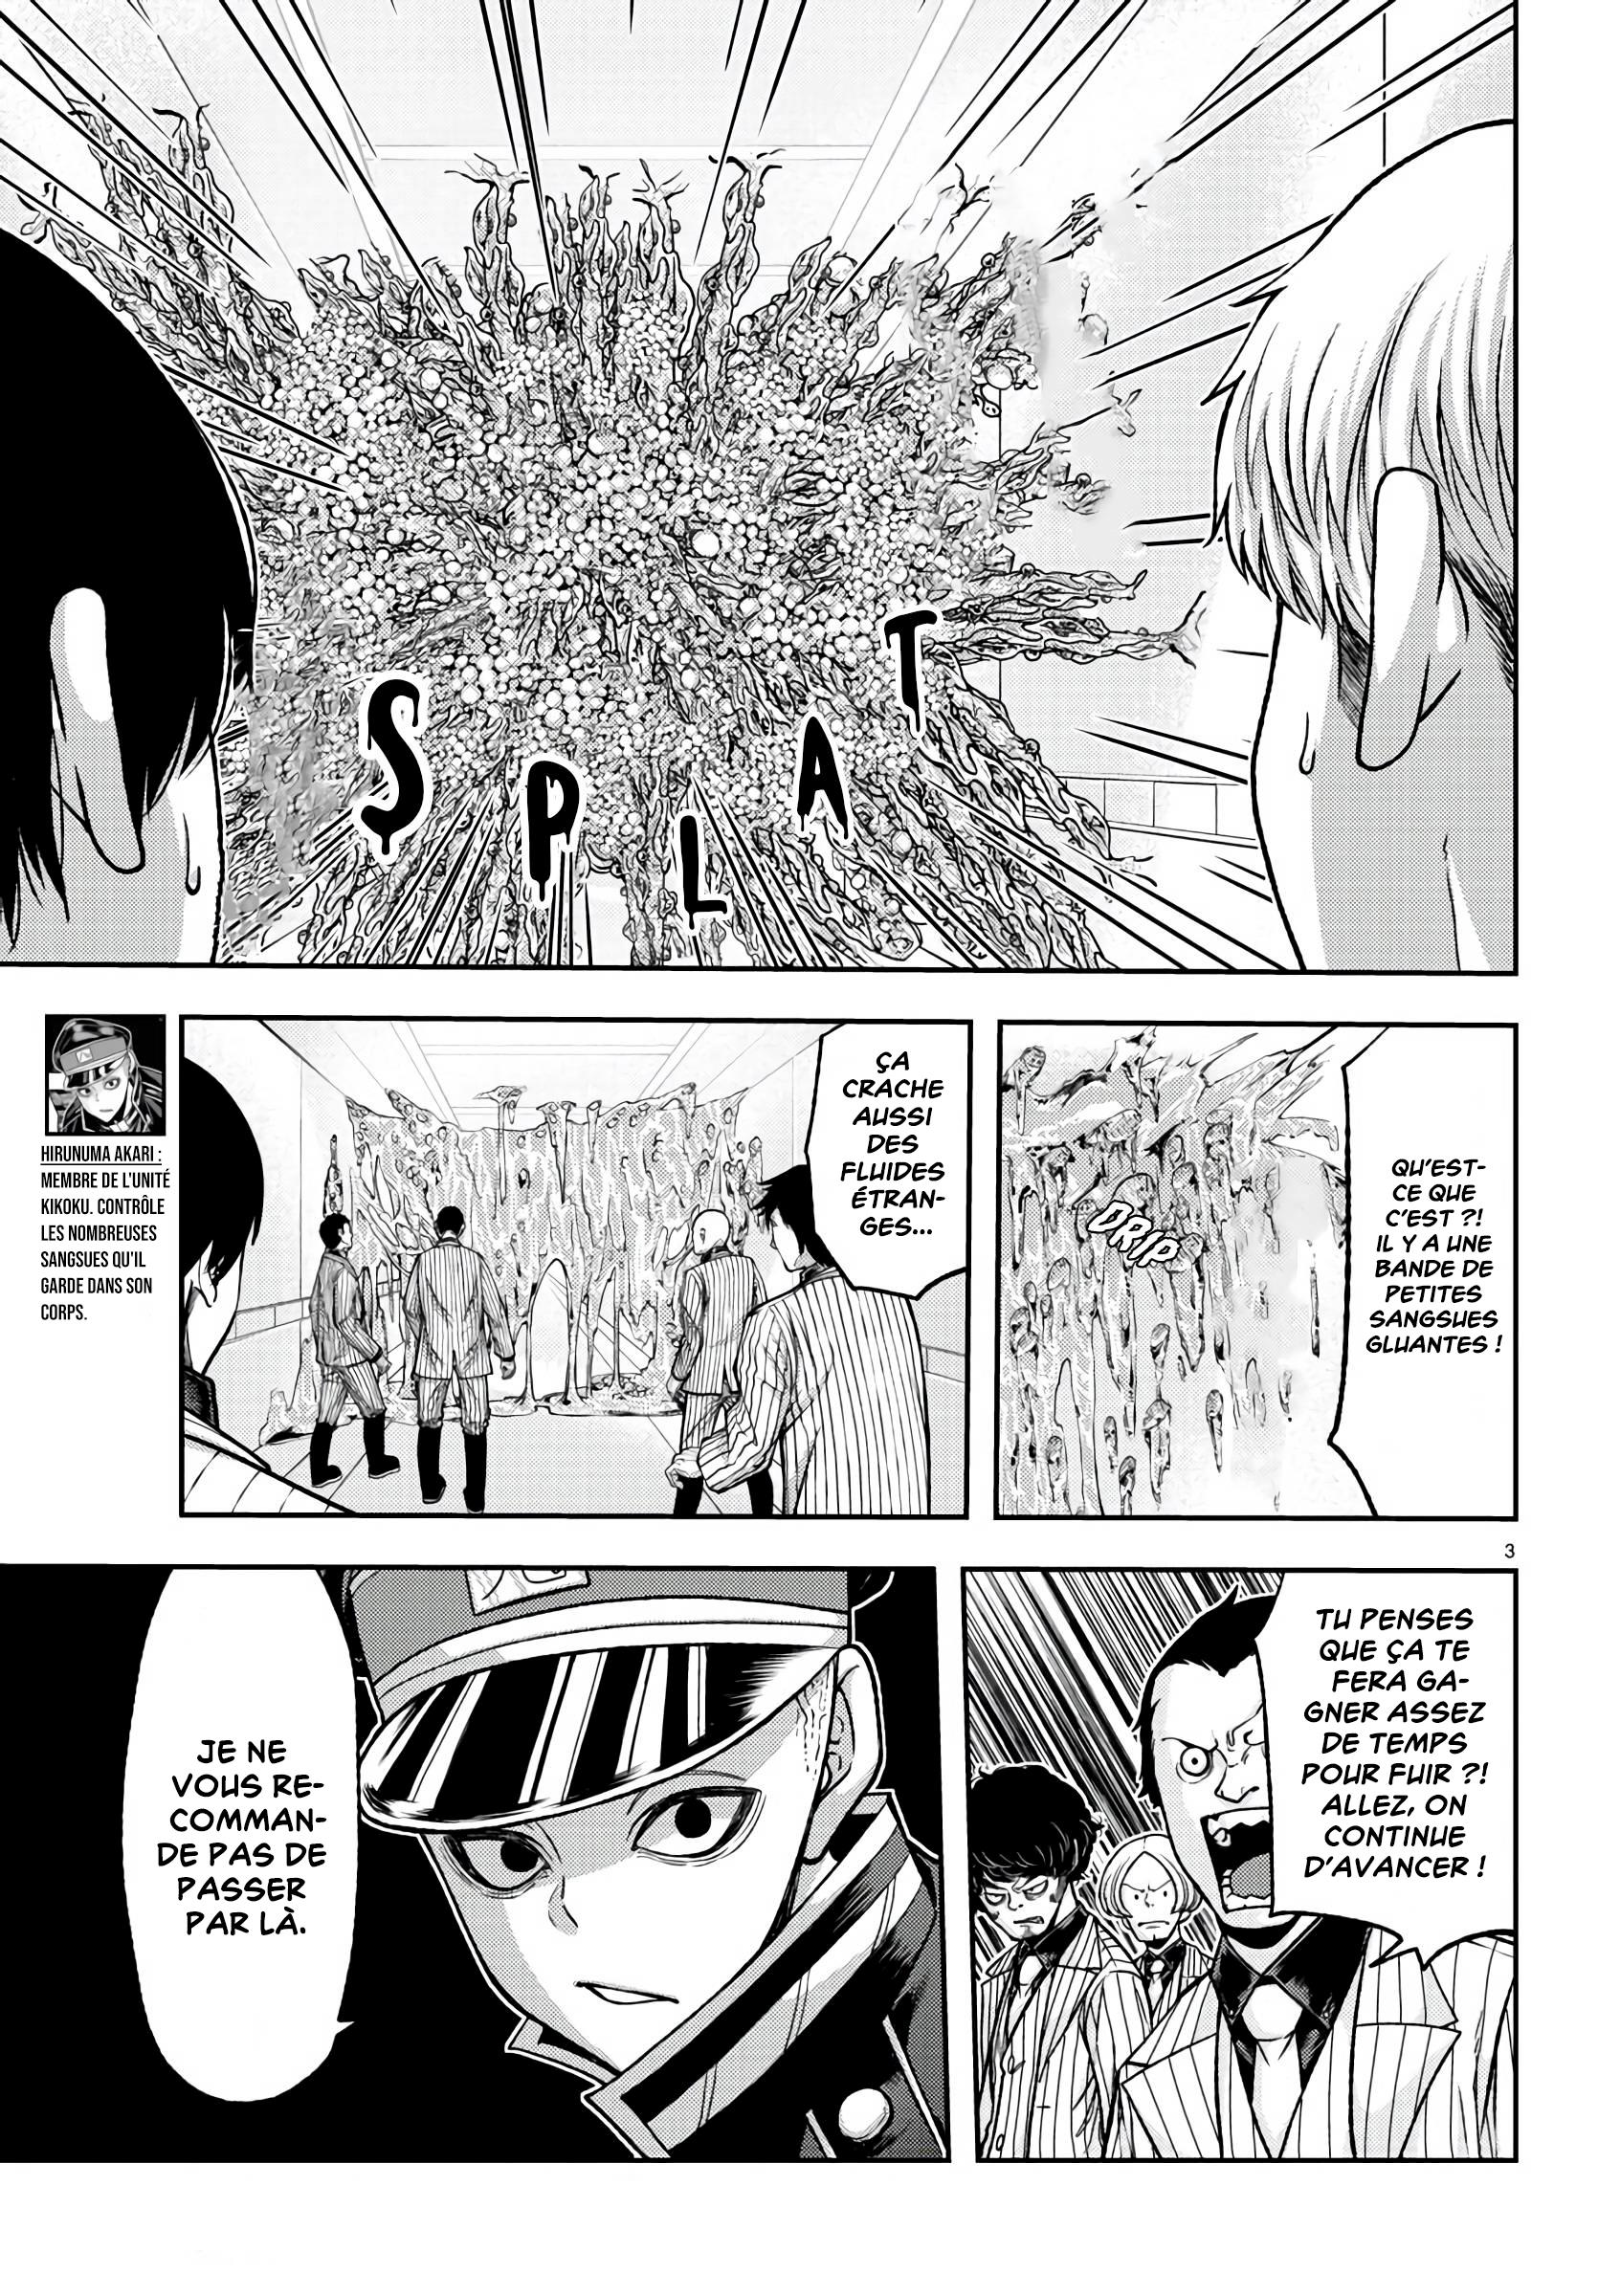 SPLAT
QU'EST-
CE QUE
C'EST ?!
IL Y A UNE
BANDE DE
PETITES
SANGSUES
GLUANTES !
DRIP
ÇA
CRACHE
AUSSI
DES
FLUIDES
ÉTRAN-
GES...
HIRUNUMA AKARI :
MEMBRE DE L'UNITÉ
KIKOKU. CONTRÔLE
LES NOMBREUSES
SANGSUES QU'IL
GARDE DANS SON
CORPS.
3
TU PENSES
QUE ÇA TE
FERA GA-
GNER ASSEZ
DE TEMPS
POUR FUIR ?!
ALLEZ, ON
CONTINUE
D'AVANCER !
JE NE
VOUS RE-
COMMAN-
DE PAS DE
PASSER
PAR LÀ.